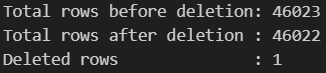 Total rows before deletion: 46023
Total rows after deletion : 46022
Deleted rows              : 1